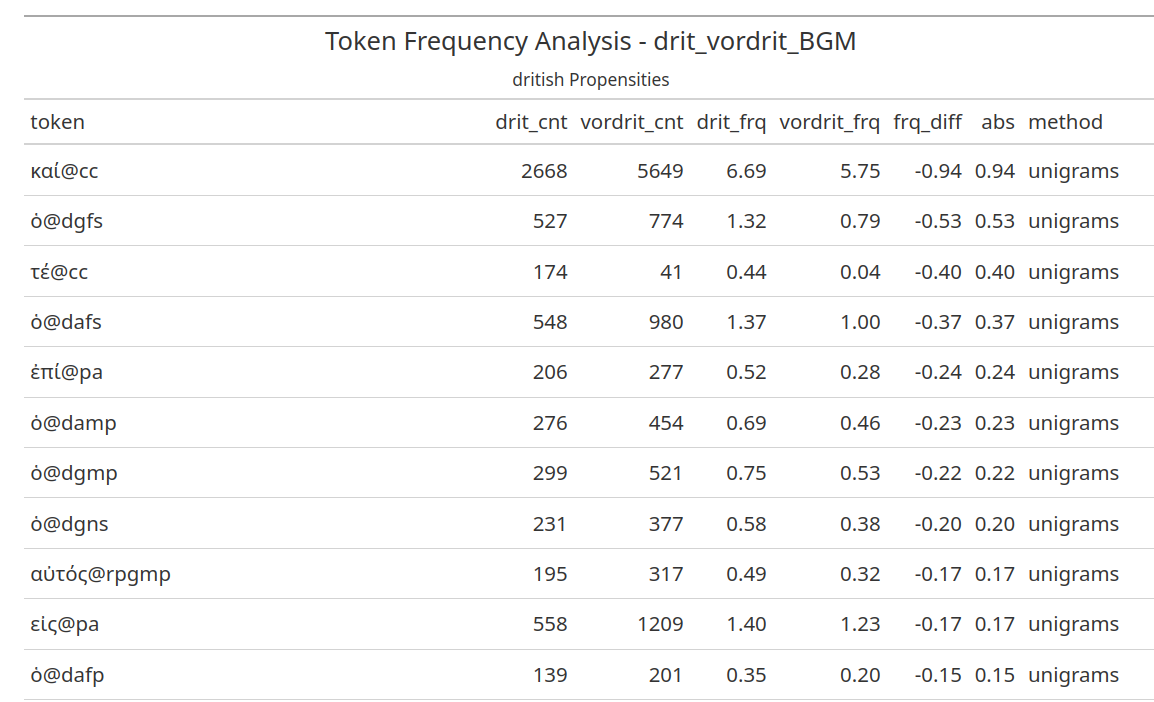 Token Frequency Analysis - drit_vordrit_BGM
dritish Propensities
token drit_cnt vordrit_cnt drit_frq vordrit_frq frq_diff abs method
καί@cc 2668 5649 6.69 5.75 -0.94 0.94 unigrams
ὁ@dgfs 527 774 1.32 0.79 -0.53 0.53 unigrams
τέ@cc 174 41 0.44 0.04 -0.40 0.40 unigrams
ὁ@dafs 548 980 1.37 1.00 -0.37 0.37 unigrams
ἐπί@pa 206 277 0.52 0.28 -0.24 0.24 unigrams
ὁ@damp 276 454 0.69 0.46 -0.23 0.23 unigrams
ὁ@dgmp 299 521 0.75 0.53 -0.22 0.22 unigrams
ὁ@dgns 231 377 0.58 0.38 -0.20 0.20 unigrams
αὐτός@rpgmp 195 317 0.49 0.32 -0.17 0.17 unigrams
εἰς@pa 558 1209 1.40 1.23 -0.17 0.17 unigrams
ὁ@dafp 139 201 0.35 0.20 -0.15 0.15 unigrams